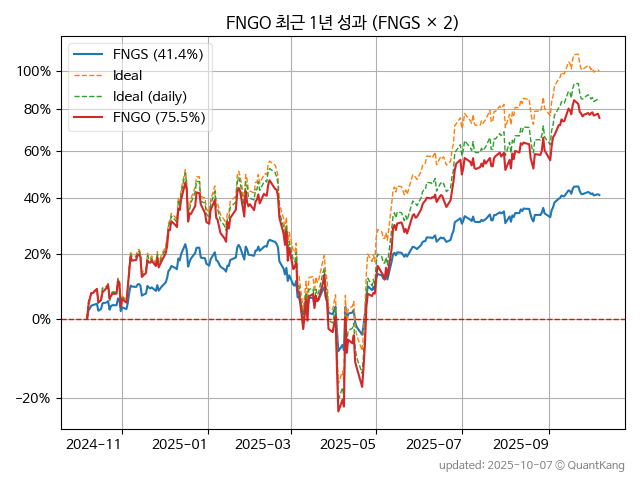 FNGO 최근 1년 성과 (FNGS × 2)
FNGS (41.4%)
Ideal
Ideal (daily)
FNGO (75.5%)
100%
80%
60%
40%
20%
0%
−20%
2024-11
2025-01
2025-03
2025-05
2025-07
2025-09
updated: 2025-10-07 © QuantKang